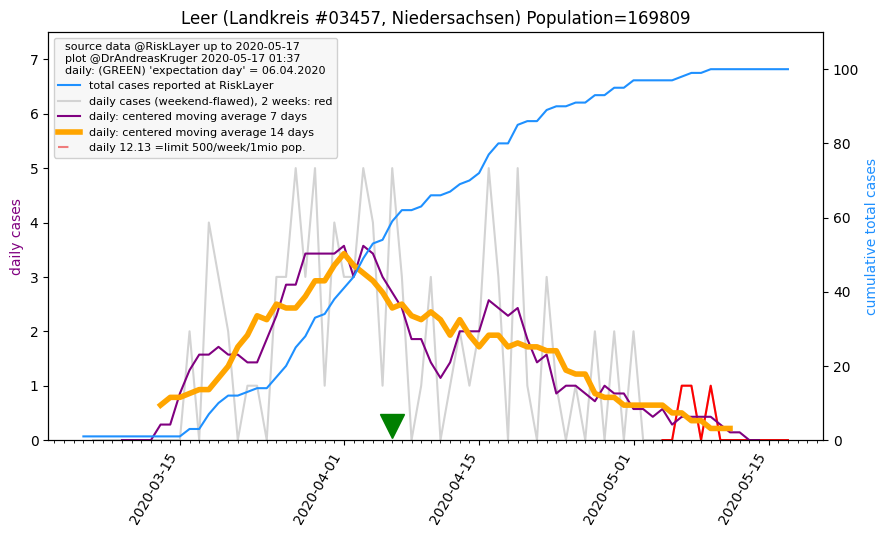 Leer (Landkreis #03457, Niedersachsen) Population=169809
source data @RiskLayer up to 2020-05-17
plot @DrAndreasKruger 2020-05-17 01:37
daily: (GREEN) 'expectation day' = 06.04.2020
total cases reported at RiskLayer
daily cases (weekend-flawed), 2 weeks: red
daily: centered moving average 7 days
daily: centered moving average 14 days
daily 12.13 =limit 500/week/1mio pop.
daily cases
7
6
5
4
3
2
1
0
100
80
60
40
20
0
cumulative total cases
2020-03-15
2020-04-01
2020-04-15
2020-05-01
2020-05-15